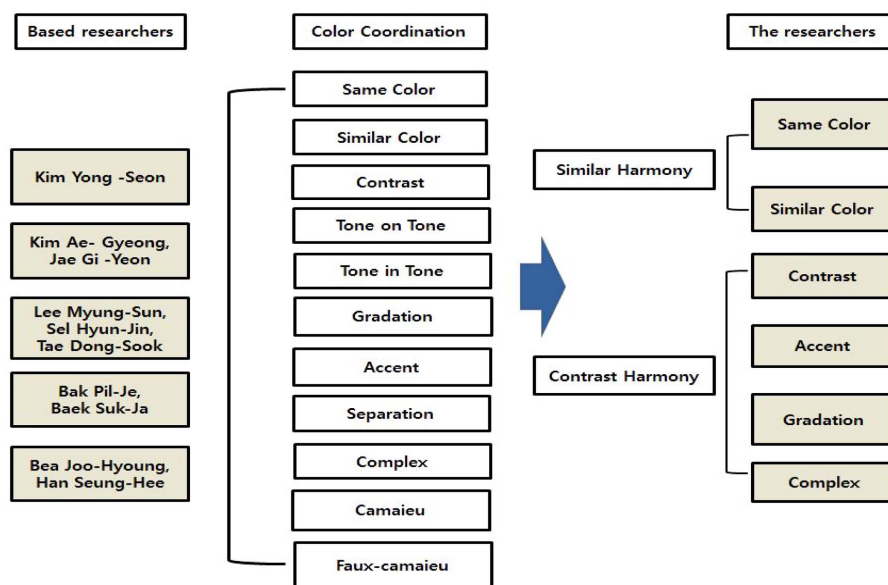 Based researchers
Color Coordination
The researchers
Kim Yong -Seon
Kim Ae- Gyeong,
Jae Gi -Yeon
Lee Myung-Sun,
Sel Hyun-Jin,
Tae Dong-Sook
Bak Pil-Je,
Baek Suk-Ja
Bea Joo-Hyoung,
Han Seung-Hee
Same Color
Similar Color
Contrast
Tone on Tone
Tone in Tone
Gradation
Accent
Separation
Complex
Camaieu
Faux-camaieu
Similar Harmony
Contrast Harmony
Same Color
Similar Color
Contrast
Accent
Gradation
Complex